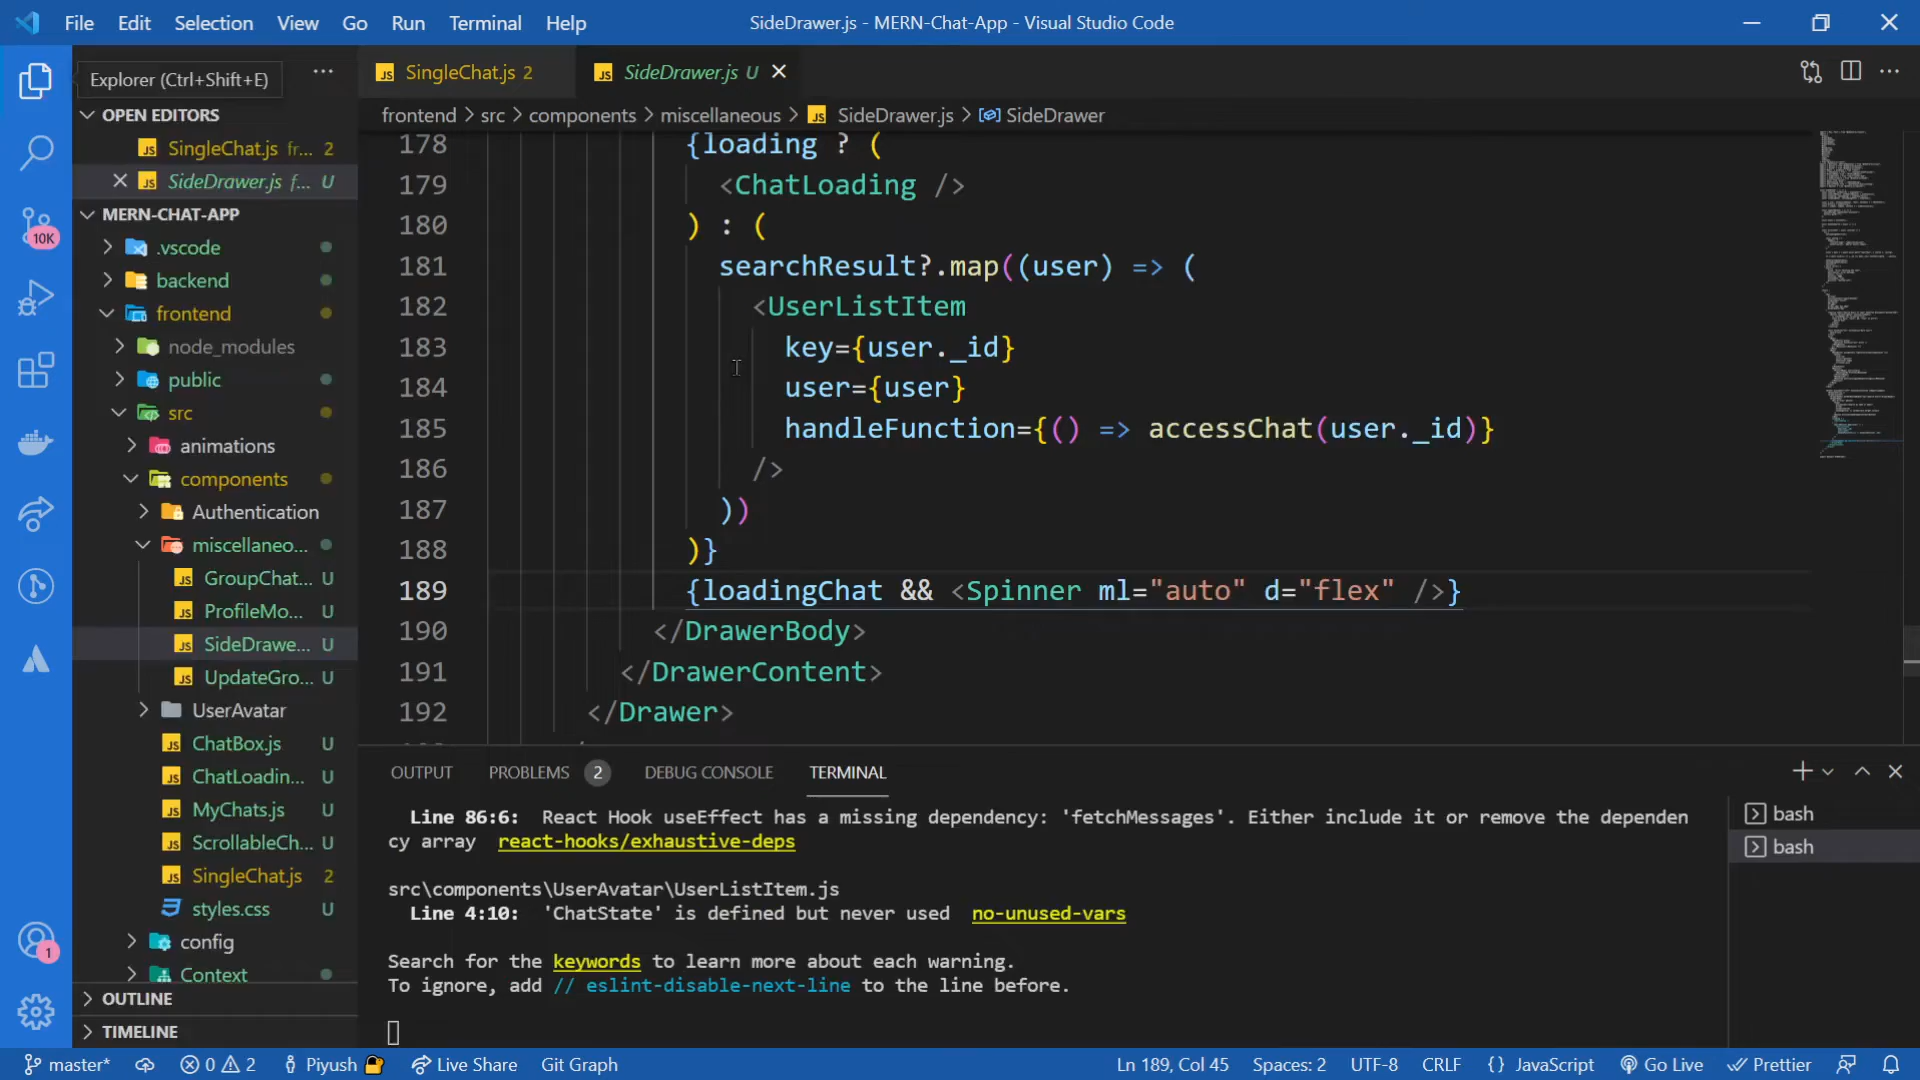 File Edit Selection View Go Run Terminal Help
SideDrawer.js - MERN-Chat-App - Visual Studio Code
Explorer (Ctrl+Shift+E)
OPEN EDITORS
SingleChat.js fr... 2
SideDrawer.js f... U
MERN-CHAT-APP
.vscode
backend
frontend
node_modules
public
src
animations
components
Authentication
miscellaneo...
GroupChat... U
ProfileMo... U
SideDrawe... U
UpdateGro... U
UserAvatar
ChatBox.js U
ChatLoadin... U
MyChats.js U
ScrollableCh... U
SingleChat.js 2
styles.css U
config
Context
OUTLINE
TIMELINE
10K
1
SingleChat.js 2
SideDrawer.js U
frontend > src > components > miscellaneous > SideDrawer.js > SideDrawer
178 {loading ? (
179 <ChatLoading />
180 ) : (
181 searchResult?.map((user) => (
182 <UserListItem
183 key={user._id}
184 user={user}
185 handleFunction={() => accessChat(user._id)}
186 />
187 ))
188 )}
189 {loadingChat && <Spinner ml="auto" d="flex" />}
190 </DrawerBody>
191 </DrawerContent>
192 </Drawer>
OUTPUT PROBLEMS 2 DEBUG CONSOLE TERMINAL
Line 86:6: React Hook useEffect has a missing dependency: 'fetchMessages'. Either include it or remove the dependen
cy array react-hooks/exhaustive-deps
src\components\UserAvatar\UserListItem.js
Line 4:10: 'ChatState' is defined but never used no-unused-vars
Search for the keywords to learn more about each warning.
To ignore, add // eslint-disable-next-line to the line before.
bash
bash
master* 0 2 Piyush Live Share Git Graph
Ln 189, Col 45 Spaces: 2 UTF-8 CRLF {} JavaScript Go Live Prettier